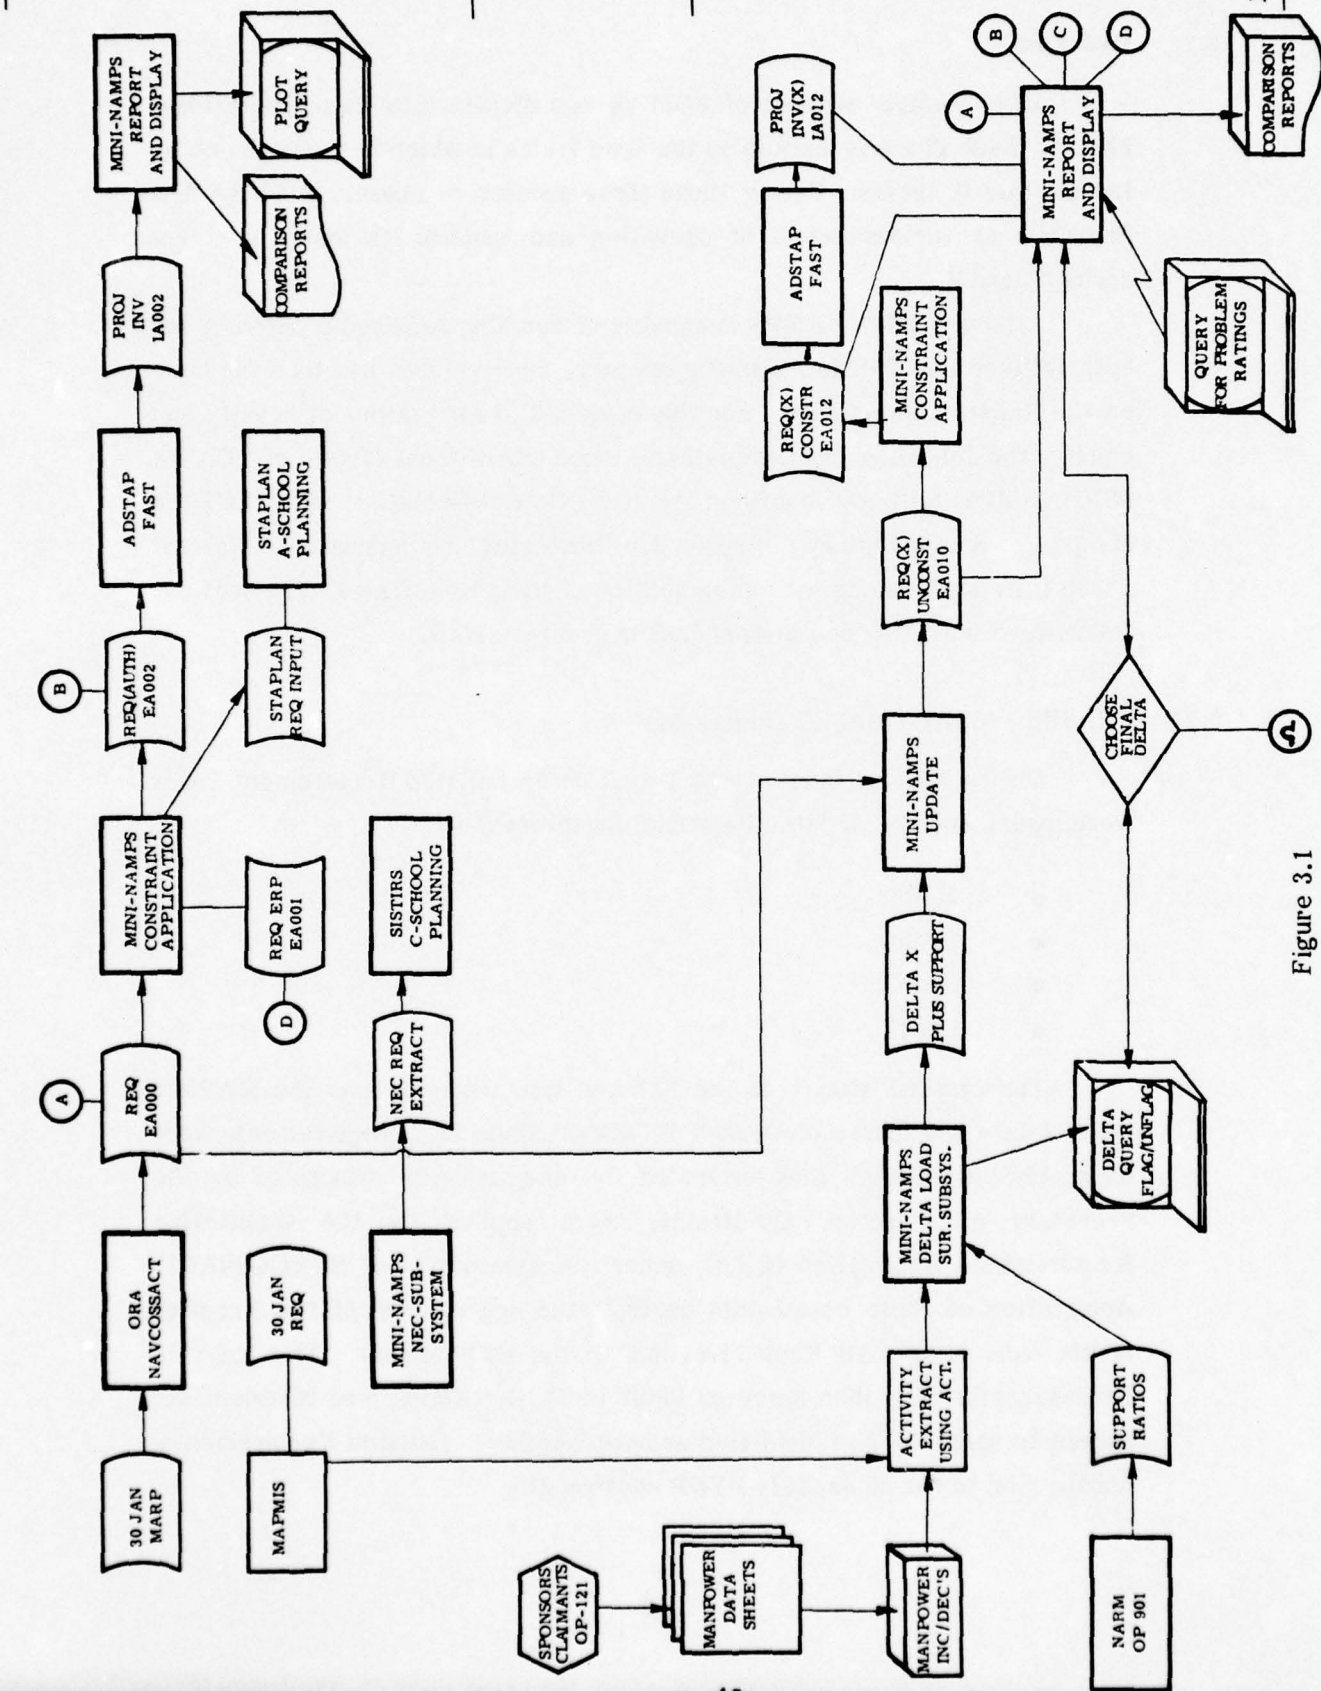 30 JAN
MARP
ORA
NAVCOSSACT
REQ
EA000
A
MINI-NAMPS
CONSTRAINT
APPLICATION
REQ(AUTH)
EA002
B
ADSTAP
FAST
PROJ
INV
IA002
MINI-NAMPS
REPORT
AND DISPLAY
PLOT
QUERY
COMPARISON
REPORTS
MAPMIS
30 JAN
REQ
REQ ERP
EA001
D
STAPLAN
REQ INPUT
STAPLAN
A-SCHOOL
PLANNING
MINI-NAMPS
NEC-SUB-
SYSTEM
NEC REQ
EXTRACT
SISTIRS
C-SCHOOL
PLANNING
SPONSORS
CLAIMANTS
OP-121
MANPOWER
DATA
SHEETS
MANPOWER
INC/DEC'S
ACTIVITY
EXTRACT
USING ACT.
MINI-NAMPS
DELTA LOAD
SUR. SUBSYS.
DELTA X
PLUS SUPPORT
MINI-NAMPS
UPDATE
REQ(X)
UNCONST
EA010
MINI-NAMPS
CONSTRAINT
APPLICATION
REQ(X)
CONSTR
EA012
ADSTAP
FAST
PROJ
INV(X)
IA012
NARM
OP 901
SUPPORT
RATIOS
DELTA
QUERY
FLAG/UNFLAG
CHOOSE
FINAL
DELTA
QUERY
FOR PROBLEM
RATINGS
MINI-NAMPS
REPORT
AND DISPLAY
A
B
C
D
COMPARISON
REPORTS
Figure 3.1